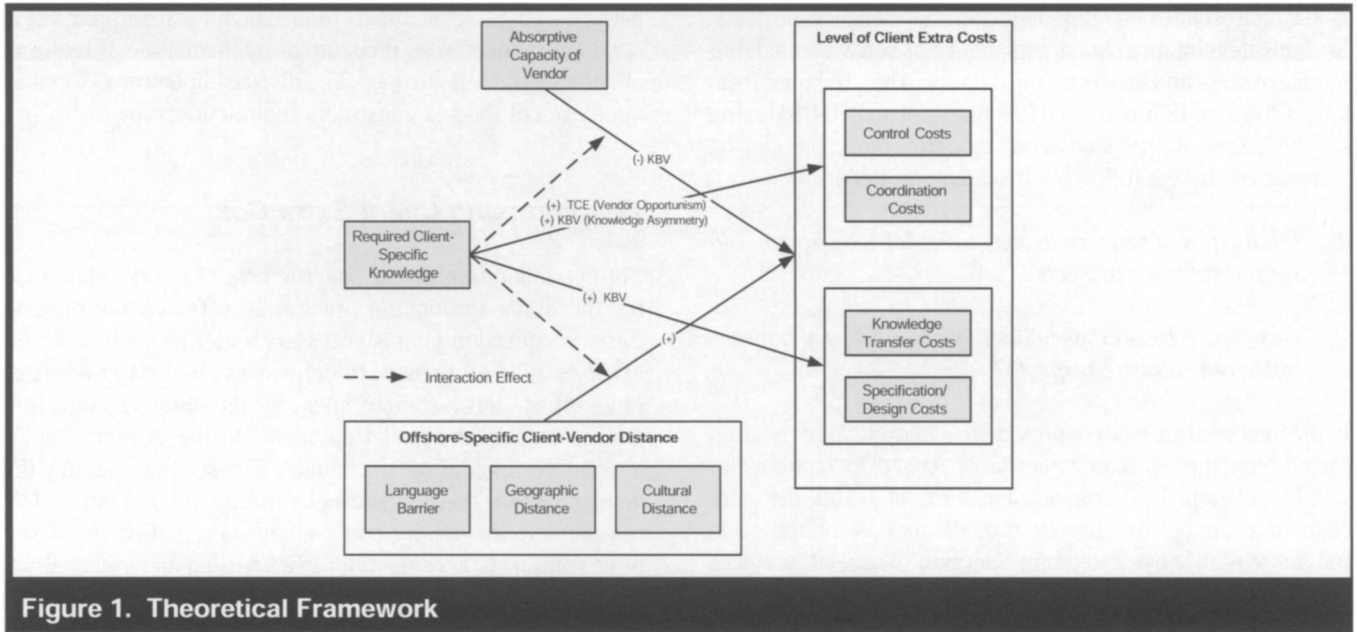 Absorptive
Capacity of
Vendor
Level of Client Extra Costs
Control Costs
Coordination
Costs
(-) KBV
(+) TCE (Vendor Opportunism)
(+) KBV (Knowledge Asymmetry)
Required Client-
Specific
Knowledge
(+) KBV
(+)
Knowledge
Transfer Costs
Specification/
Design Costs
Interaction Effect
Offshore-Specific Client-Vendor Distance
Language
Barrier
Geographic
Distance
Cultural
Distance
Figure 1. Theoretical Framework